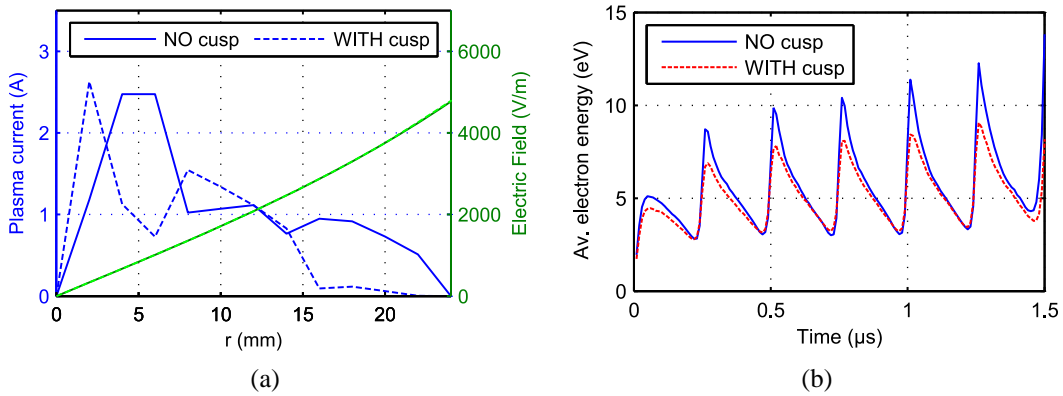 NO cusp WITH cusp
Plasma current (A)
3
2
1
0
Electric Field (V/m)
6000
4000
2000
0
0 5 10 15 20
r (mm)
(a)
NO cusp
WITH cusp
Av. electron energy (eV)
15
10
5
0
0 0.5 1 1.5
Time (µs)
(b)